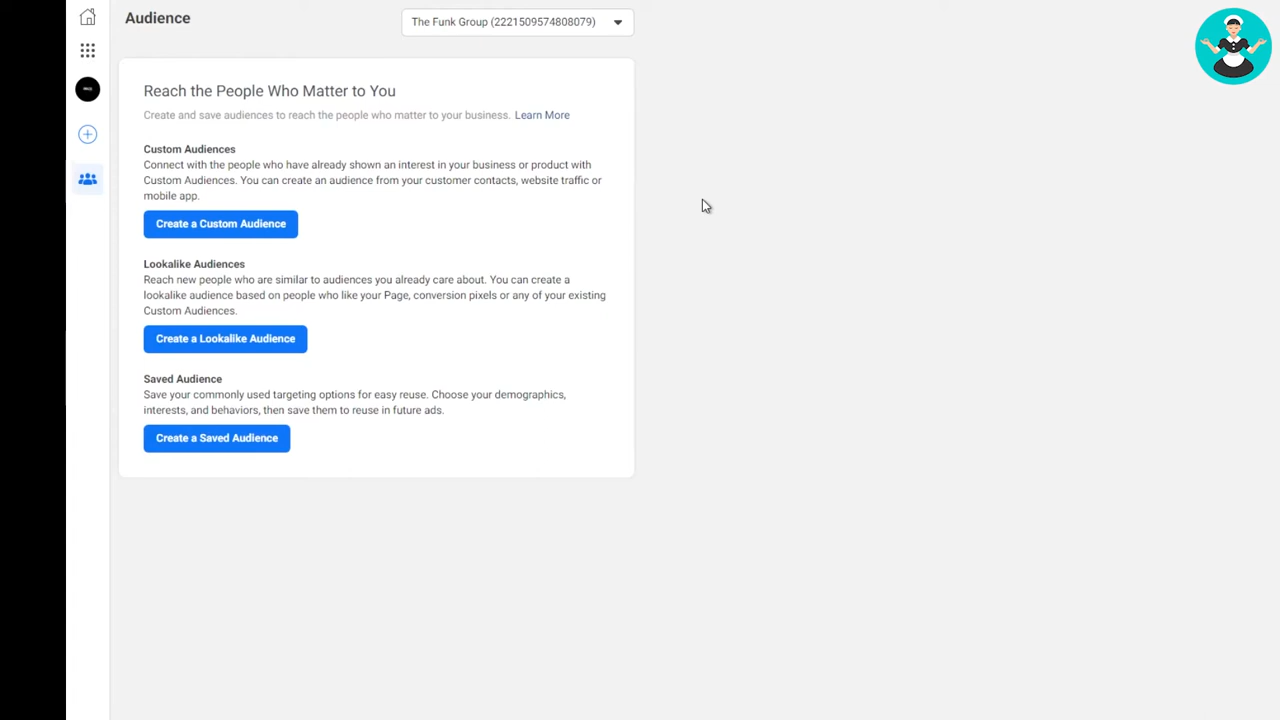 Audience
The Funk Group (2221509574808079)
Reach the People Who Matter to You
Create and save audiences to reach the people who matter to your business. Learn More
Custom Audiences
Connect with the people who have already shown an interest in your business or product with
Custom Audiences. You can create an audience from your customer contacts, website traffic or
mobile app.
Create a Custom Audience
Lookalike Audiences
Reach new people who are similar to audiences you already care about. You can create a
lookalike audience based on people who like your Page, conversion pixels or any of your existing
Custom Audiences.
Create a Lookalike Audience
Saved Audience
Save your commonly used targeting options for easy reuse. Choose your demographics,
interests, and behaviors, then save them to reuse in future ads.
Create a Saved Audience